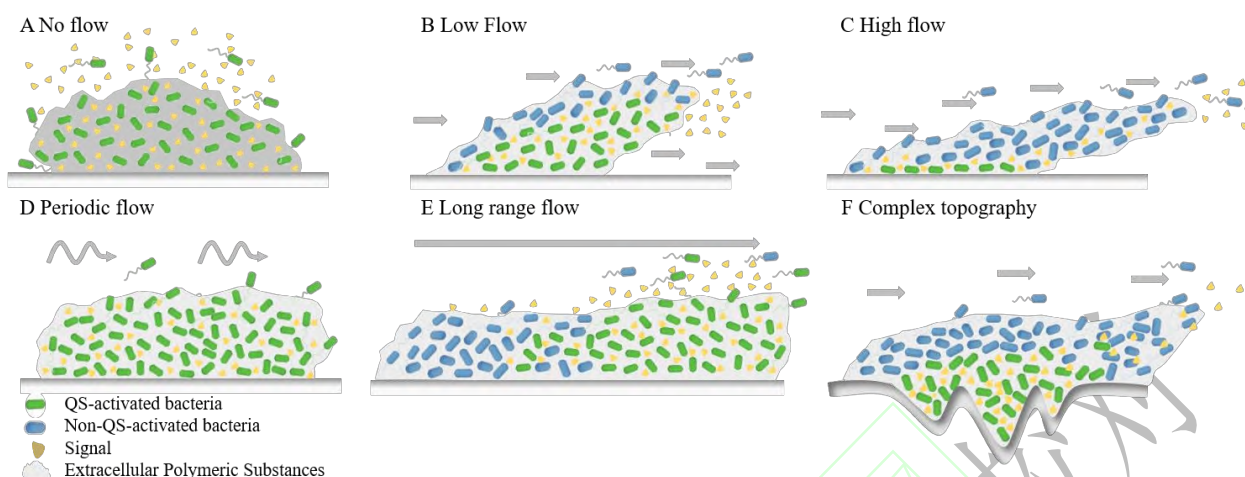 A No flow
B Low Flow
C High flow
D Periodic flow
E Long range flow
F Complex topography
QS-activated bacteria
Non-QS-activated bacteria
Signal
Extracellular Polymeric Substances